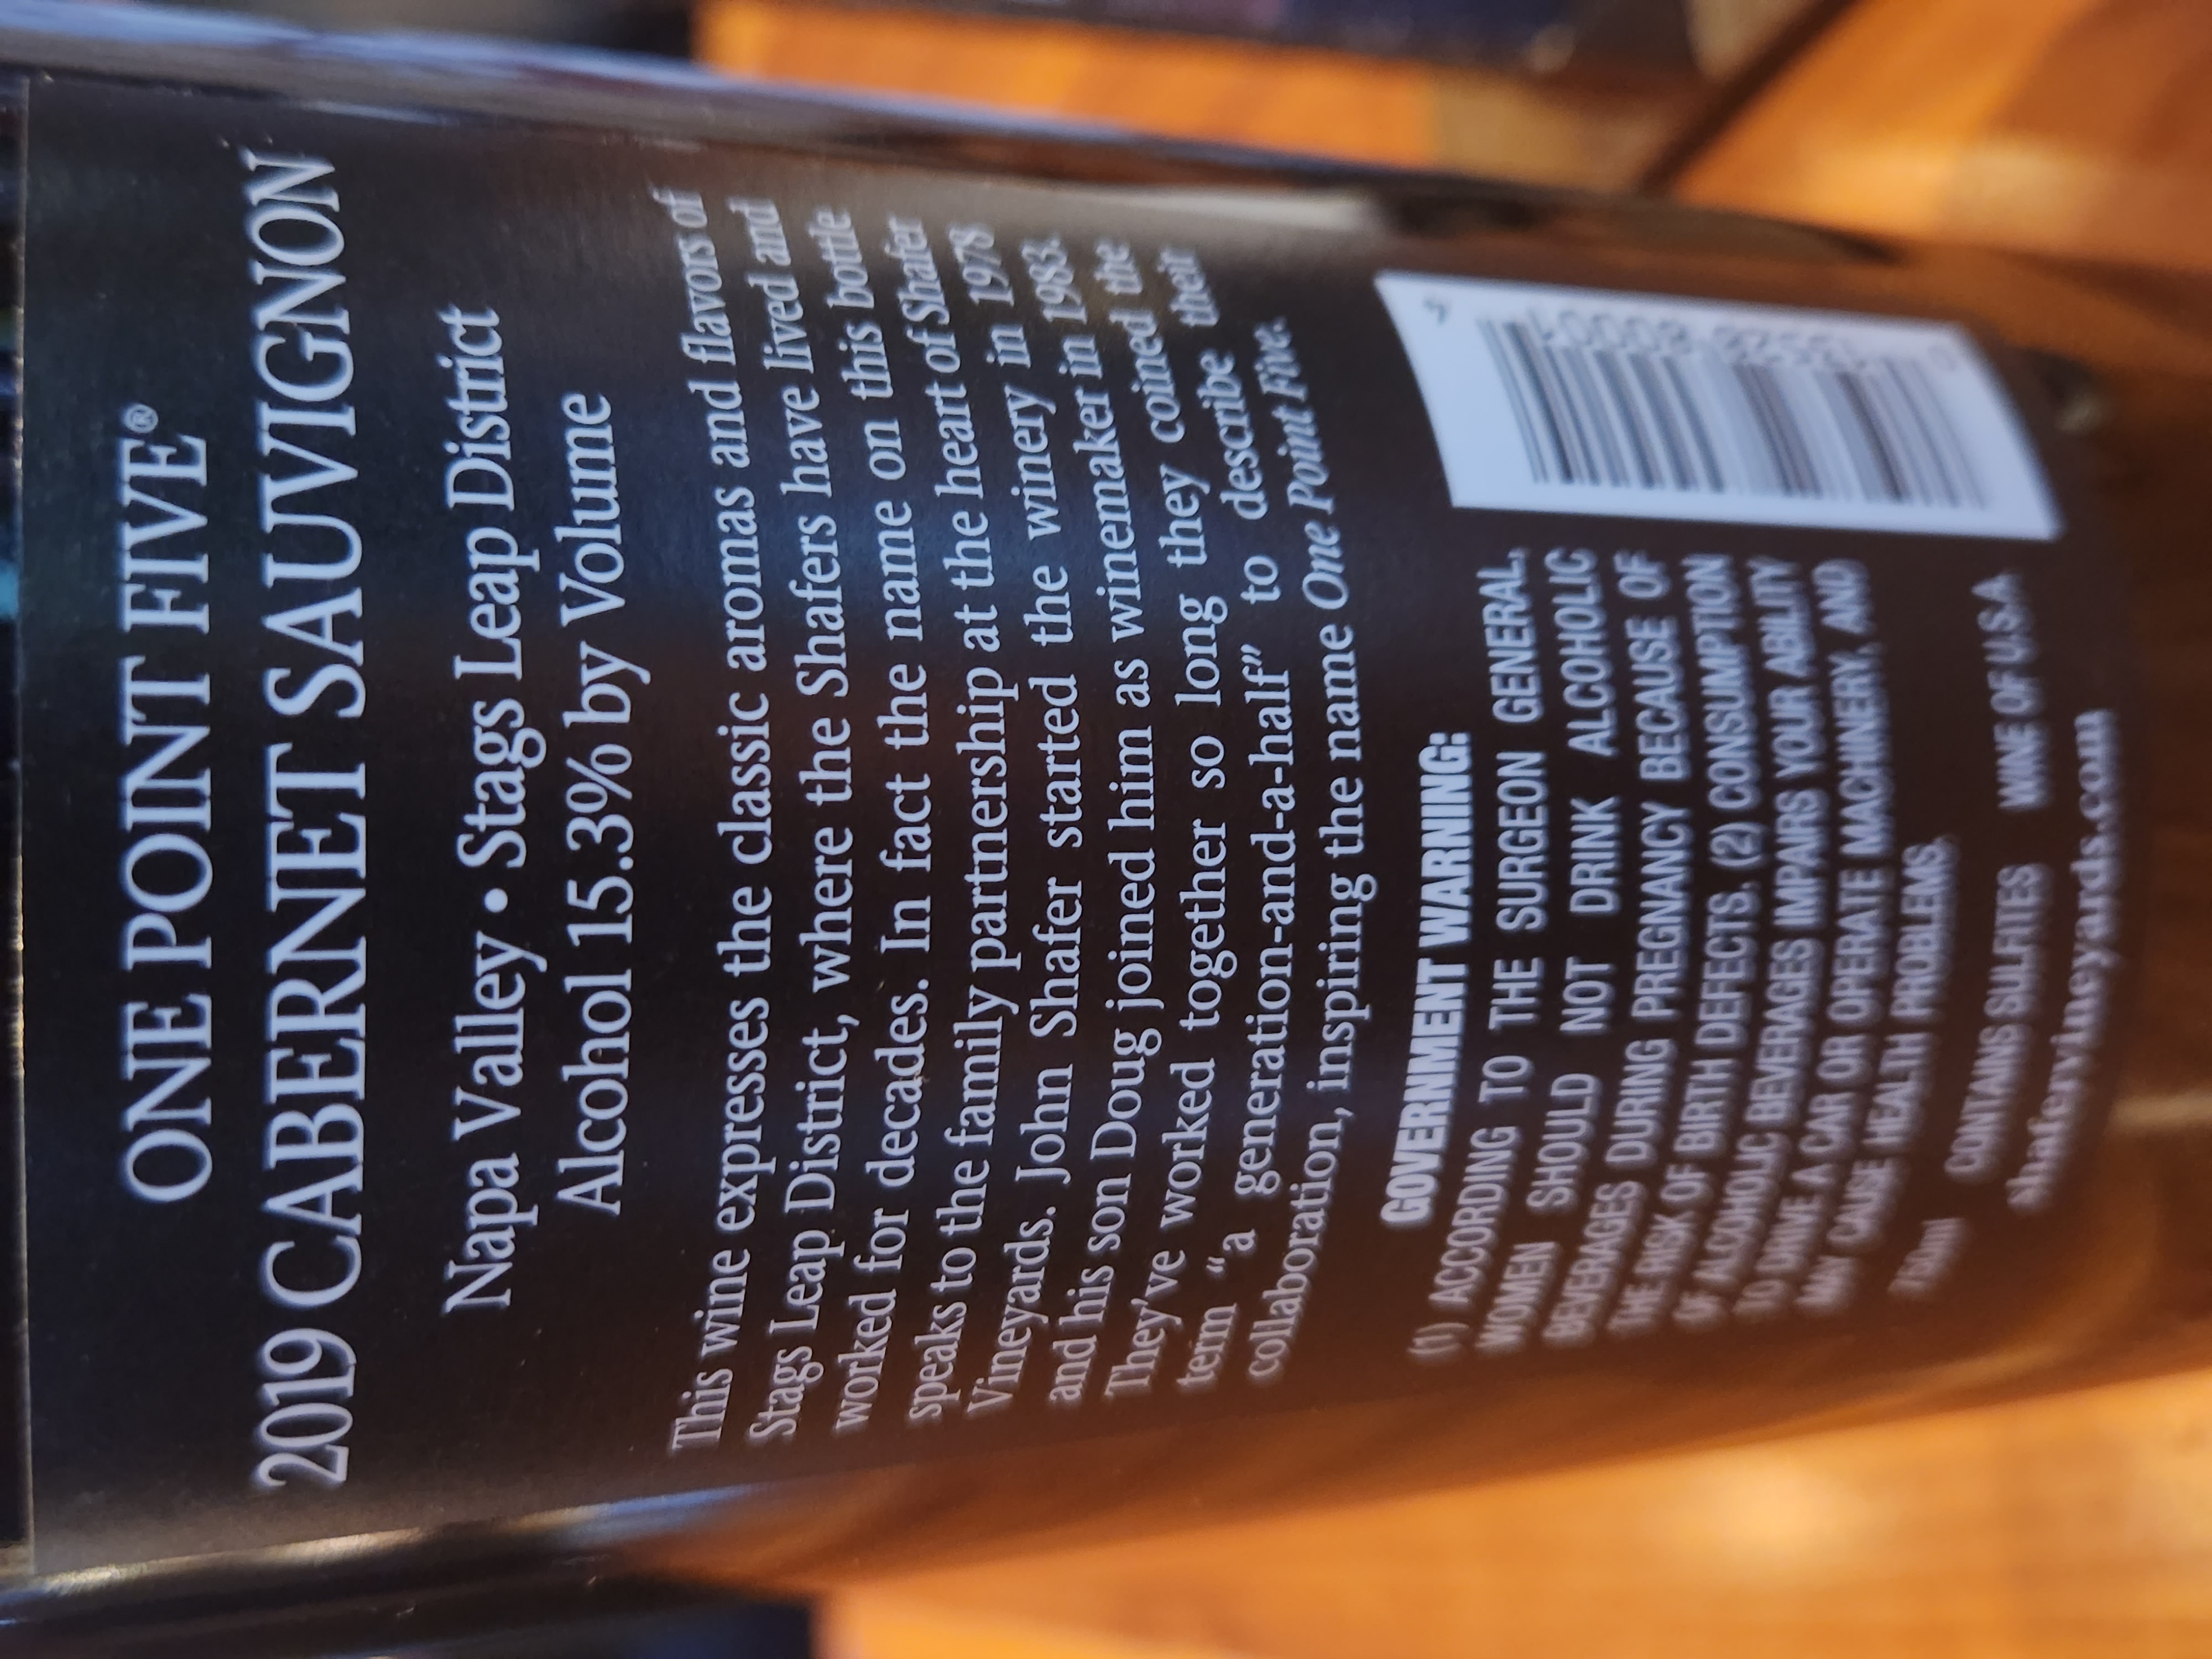 ONE POINT FIVE®
2019 CABERNET SAUVIGNON
Napa Valley • Stags Leap District
Alcohol 15.3% by Volume
This wine expresses the classic aromas and flavors of
Stags Leap District, where the Shafers have lived and
worked for decades. In fact the name on this bottle
speaks to the family partnership at the heart of Shafer
Vineyards. John Shafer started the winery in 1978
and his son Doug joined him as winemaker in 1983.
They've worked together so long they coined the
term "a generation-and-a-half" to describe their
collaboration, inspiring the name One Point Five.
GOVERNMENT WARNING:
(1) ACCORDING TO THE SURGEON GENERAL,
WOMEN SHOULD NOT DRINK ALCOHOLIC
BEVERAGES DURING PREGNANCY BECAUSE OF
THE RISK OF BIRTH DEFECTS. (2) CONSUMPTION
OF ALCOHOLIC BEVERAGES IMPAIRS YOUR ABILITY
TO DRIVE A CAR OR OPERATE MACHINERY, AND
MAY CAUSE HEALTH PROBLEMS.
750ml CONTAINS SULFITES WINE OF U.S.A
shafervineyards.com